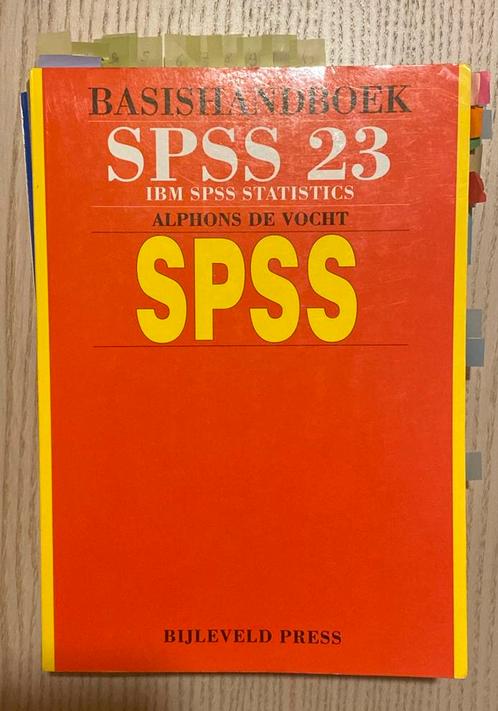 BASISHANDBOEK
SPSS 23
IBM SPSS STATISTICS
ALPHONS DE VOCHT
SPSS
BIJLEVELD PRESS